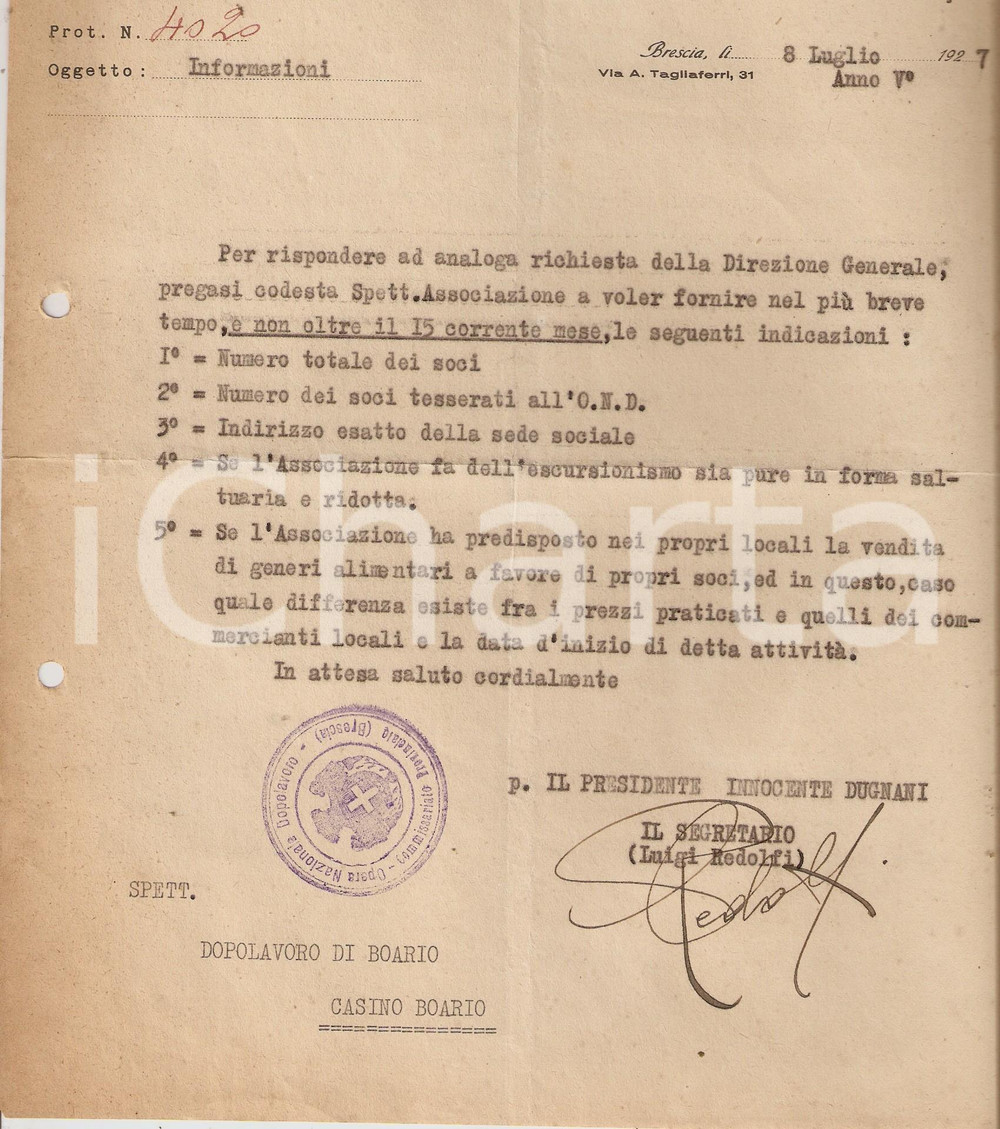 Prot. N. 4020
Oggetto: Informazioni
Brescia, li 8 Luglio 1927
Via A. Tagliaferri, 31
Anno V°
Per rispondere ad analoga richiesta della Direzione Generale,
pregasi codesta Spett.Associazione a voler fornire nel più breve
tempo,e non oltre il I5 corrente mese,le seguenti indicazioni :
I° = Numero totale dei soci
2° = Numero dei soci tesserati all'O.N.D.
3° = Indirizzo esatto della sede sociale
4° = Se l'Associazione fa dell'escursionismo sia pure in forma sal-
tuaria e ridotta.
5° = Se l'Associazione ha predisposto nei propri locali la vendita
di generi alimentari a favore di propri soci,ed in questo,caso
quale differenza esiste fra i prezzi praticati e quelli dei com-
mercianti locali e la data d'inizio di detta attività.
In attesa saluto cordialmente
iCharta
Opera Nazionale Dopolavoro - Commissariato Provinciale (Brescia)
p. IL PRESIDENTE INNOCENTE DUGNANI
IL SEGRETARIO
(Luigi Redolfi)
Redolfi
SPETT.
DOPOLAVORO DI BOARIO
CASINO BOARIO